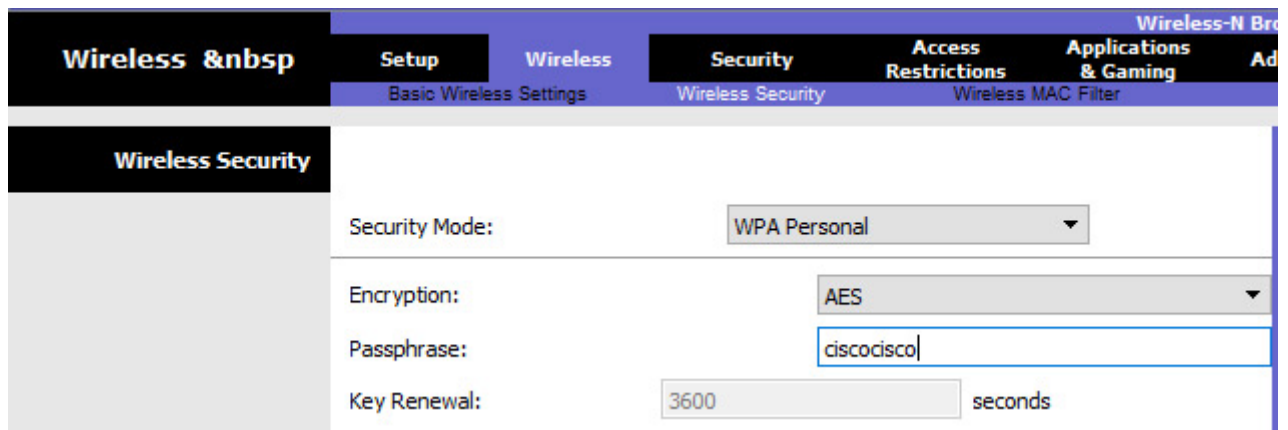 Wireless-N Bro
Wireless &nbsp
Setup Wireless Security Access Restrictions Applications & Gaming Ad
Basic Wireless Settings Wireless Security Wireless MAC Filter
Wireless Security
Security Mode: WPA Personal
Encryption: AES
Passphrase: ciscocisco
Key Renewal: 3600 seconds